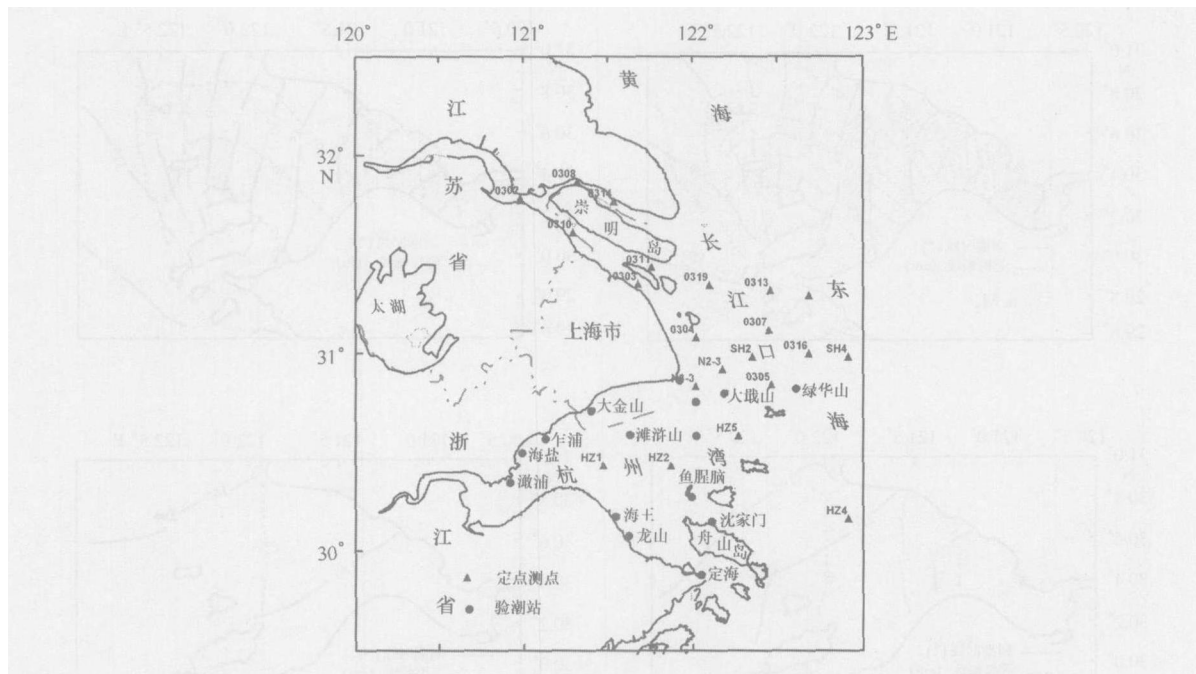 120°
121°
122°
123°E
黄
海
江
32°
N
0308
苏
0302
0314
崇
明
0310
长
岛
省
0311
0303
0319
0313
东
太湖
江
0307
0304
上海市
SH2
口
0316
SH4
31°
N2-3
0305
大戢山
绿华山
大金山
海
浙
乍浦
滩浒山
HZ5
海盐
HZ1
州
HZ2
湾
杭
鱼腥脑
澉浦
海王
沈家门
HZ4
江
龙山
舟
山
岛
30°
定海
定点测点
省
验潮站